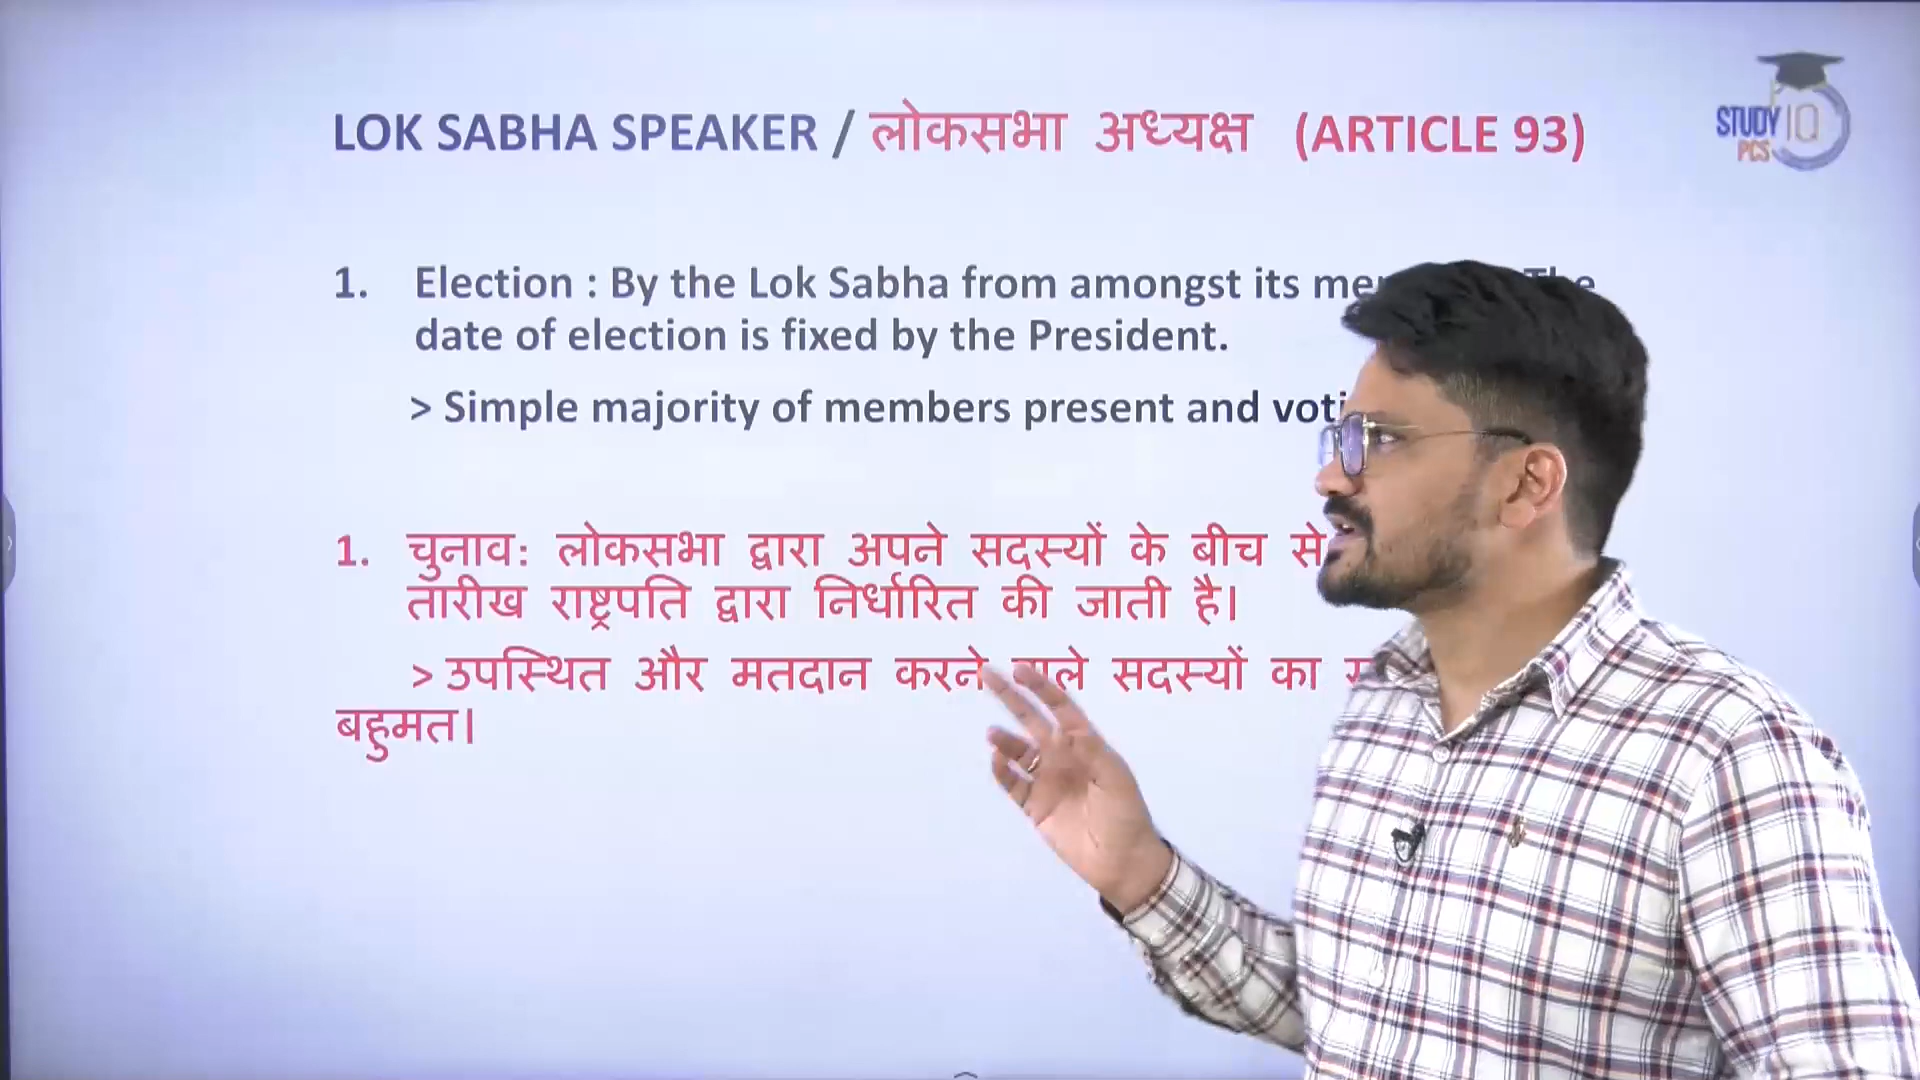 LOK SABHA SPEAKER / लोकसभा अध्यक्ष (ARTICLE 93)
STUDY IQ
PCS
1. Election : By the Lok Sabha from amongst its
date of election is fixed by the President.
> Simple majority of members present and
1. चुनाव: लोकसभा द्वारा अपने सदस्यों के बीच से
तारीख राष्ट्रपति द्वारा निर्धारित की जाती है।
> उपस्थित और मतदान करने सदस्यों का
बहुमत।